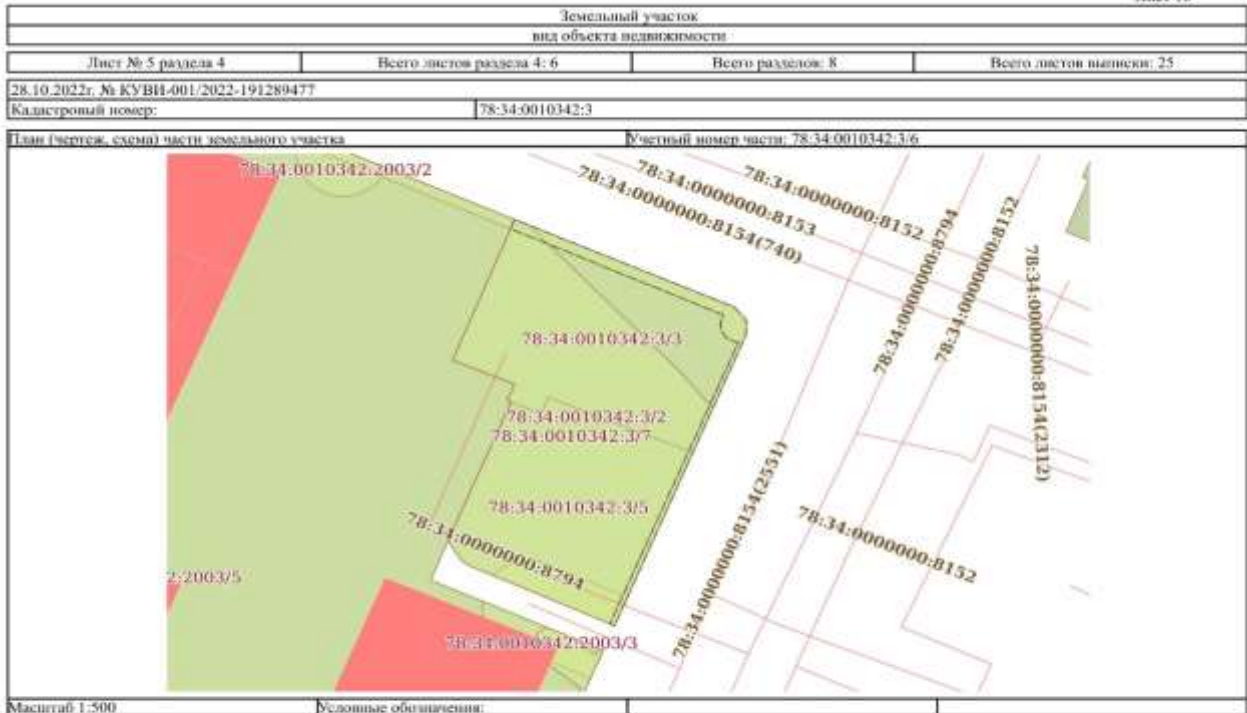 Земельный участок
вид объекта недвижимости
Лист № 5 раздела 4 Всего листов раздела 4: 6 Всего разделов: 8 Всего листов выписки: 25
28.10.2022г. № КУВИ-001/2022-191289477
Кадастровый номер: 78:34:0010342:3
План (чертеж, схема) части земельного участка Учетный номер части: 78:34:0010342:3/6
78:34:0010342:2003/2
78:34:0000000:8153
78:34:0000000:8152
78:34:0000000:8154(740)
78:34:0000000:8794
78:34:0000000:8152
78:34:0000000:8154(2312)
78:34:0010342:3/3
78:34:0010342:3/2
78:34:0010342:3/7
78:34:0010342:3/5
78:34:0000000:8154(2551)
78:34:0000000:8152
78:34:0000000:8794
2:2003/5
78:34:0010342:2003/3
Масштаб 1:500 Условные обозначения: